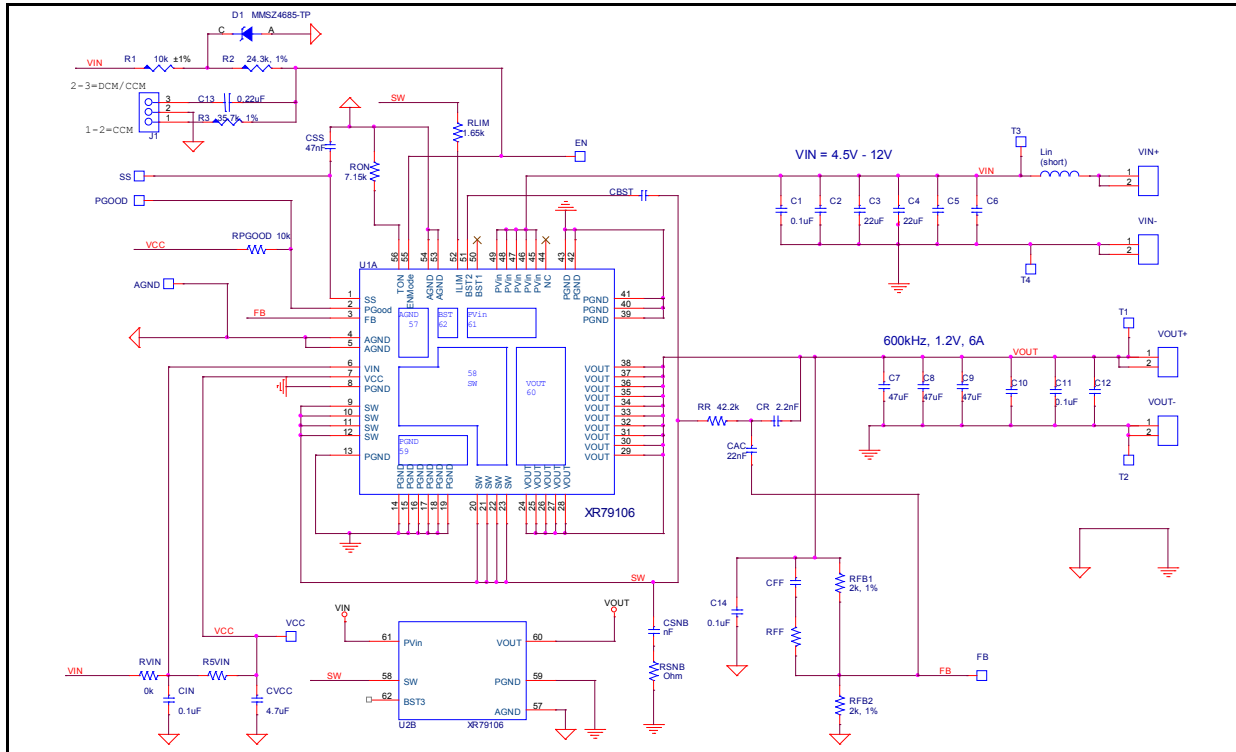 D1 MMSZ4685-TP
C A
VIN
R1 10k ±1%
R2 24.3k, 1%
2-3=DCM/CCM
3
2
1
C13 0.22uF
R3 35.7k, 1%
1-2=CCM
J1
SW
RLIM
1.65k
CSS
47nF
RON
7.15k
EN
SS
PGOOD
VCC
RPGOOD 10k
AGND
FB
CBST
VIN = 4.5V - 12V
T3
Lin
(short)
VIN+
VIN
1
2
C1
0.1uF
C2
C3
22uF
C4
22uF
C5
C6
VIN-
1
2
T4
U1A
56 55 54 53 52 51 50 49 48 47 46 45 44 43 42
TON ENMode AGND AGND ILIM BST2 BST1 PVin PVin PVin PVin PVin NC PGND PGND
1 SS
2 PGood
3 FB
4 AGND
5 AGND
6 VIN
7 VCC
8 PGND
9 SW
10 SW
11 SW
12 SW
13 PGND
AGND
57
BST
62
PVin
61
58
SW
VOUT
60
PGND
59
PGND 41
PGND 40
PGND 39
VOUT 38
VOUT 37
VOUT 36
VOUT 35
VOUT 34
VOUT 33
VOUT 32
VOUT 31
VOUT 30
VOUT 29
PGND PGND PGND PGND PGND PGND SW SW SW SW VOUT VOUT VOUT VOUT VOUT
14 15 16 17 18 19 20 21 22 23 24 25 26 27 28
XR79106
600kHz, 1.2V, 6A
T1
VOUT+
VOUT
1
2
C7
47uF
C8
47uF
C9
47uF
C10
C11
0.1uF
C12
VOUT-
1
2
T2
RR 42.2k
CR 2.2nF
CAC
22nF
SW
CSNB
nF
RSNB
Ohm
C14
0.1uF
CFF
RFF
RFB1
2k, 1%
FB
FB
RFB2
2k, 1%
VCC
VCC
VIN
RVIN
0k
R5VIN
CIN
0.1uF
CVCC
4.7uF
VIN
VOUT
61 PVin
VOUT 60
SW
58 SW
PGND 59
62 BST3
AGND 57
U2B
XR79106